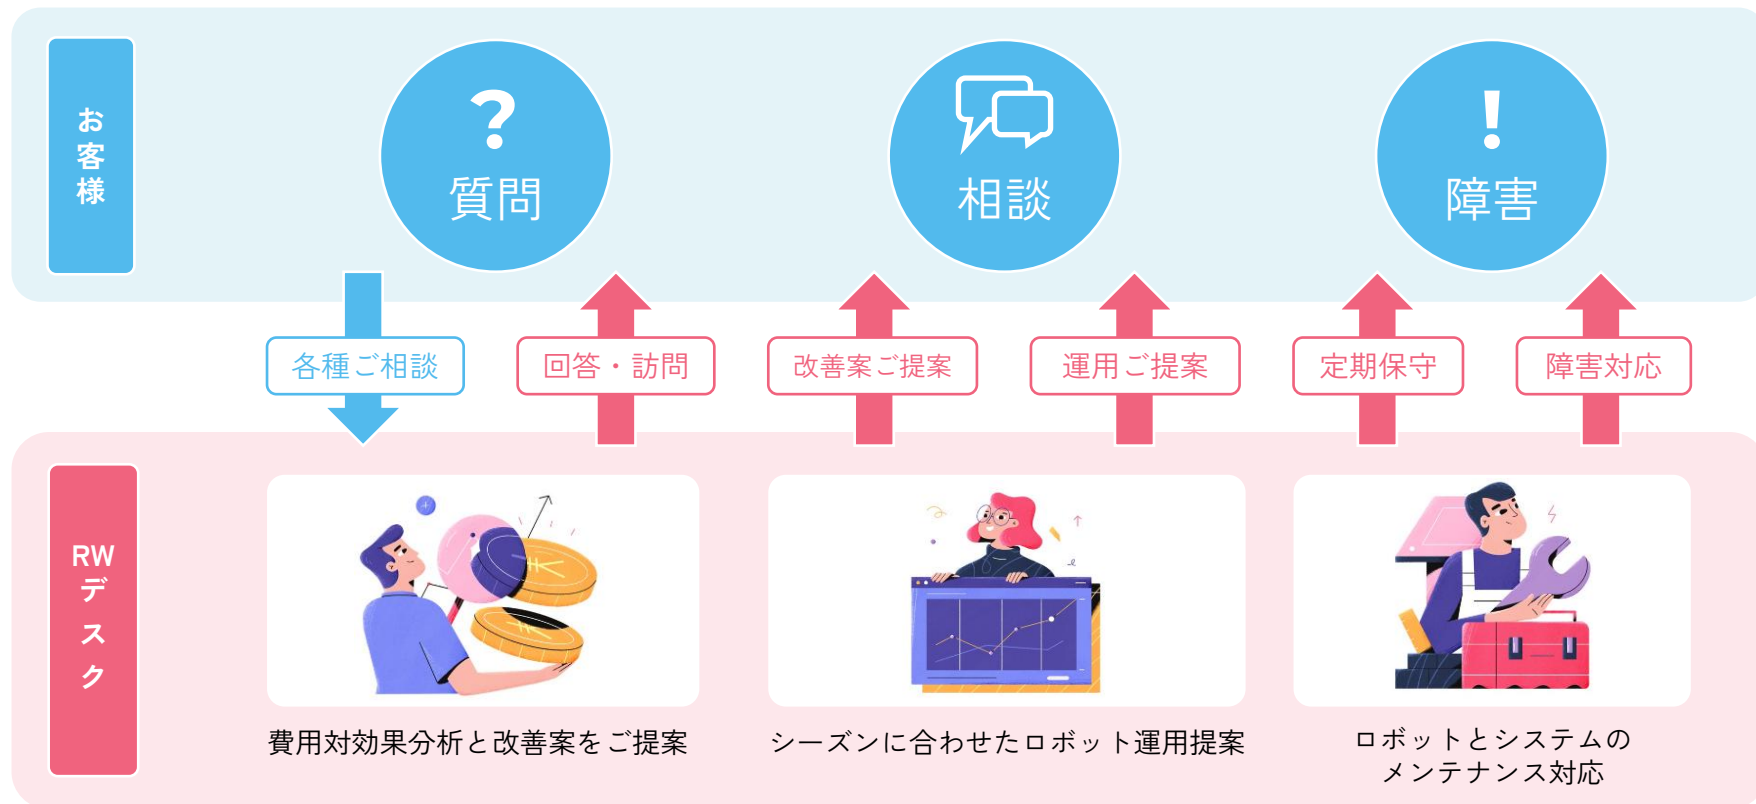 お客様
?
質問
相談
!
障害
各種ご相談
回答・訪問
改善案ご提案
運用ご提案
定期保守
障害対応
RWデスク
費用対効果分析と改善案をご提案
シーズンに合わせたロボット運用提案
ロボットとシステムの
メンテナンス対応